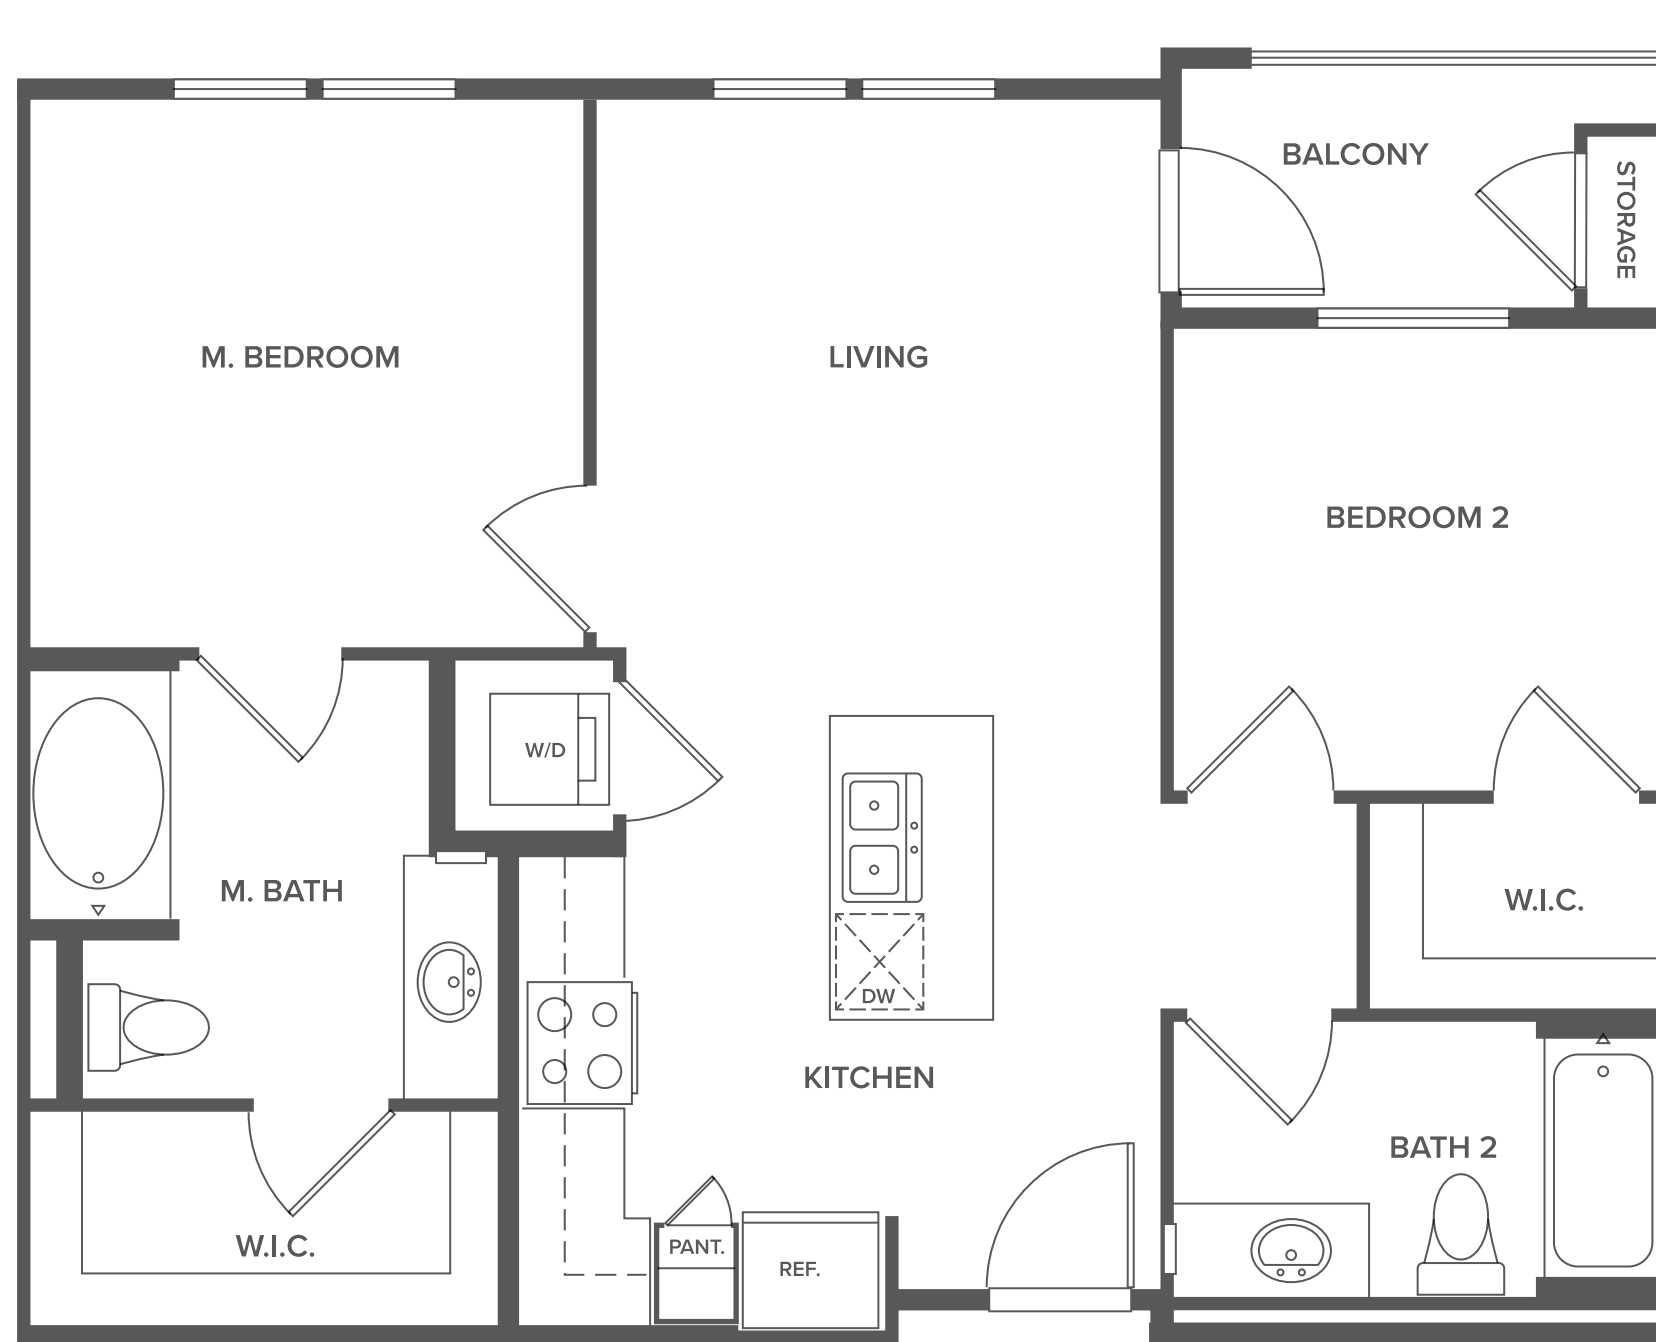 BALCONY
STORAGE
M. BEDROOM
LIVING
BEDROOM 2
W/D
M. BATH
W.I.C.
DW
KITCHEN
BATH 2
W.I.C.
PANT.
REF.